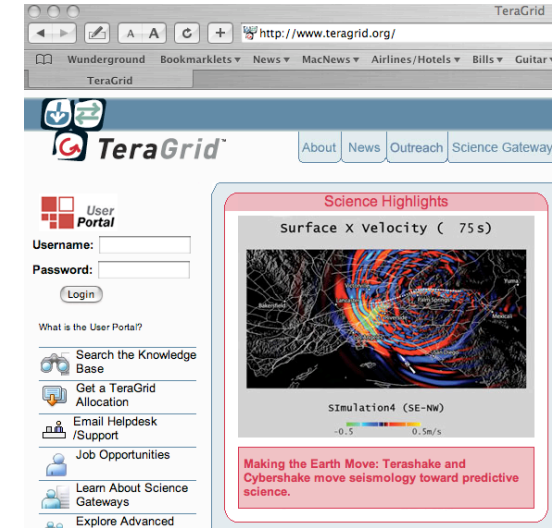 TeraGrid
A A C + http://www.teragrid.org/
Wunderground Bookmarklets News MacNews Airlines/Hotels Bills Guitar
TeraGrid
TeraGrid™
About News Outreach Science Gateway
User
Portal
Username:
Password:
Login
What is the User Portal?
Search the Knowledge
Base
Get a TeraGrid
Allocation
Email Helpdesk
/Support
Job Opportunities
Learn About Science
Gateways
Explore Advanced
Science Highlights
Surface X Velocity ( 75s)
Bakersfield
Palm Springs
Riverside
San Diego
Yuma
Mexicali
SImulation4 (SE-NW)
-0.5 0.5m/s
Making the Earth Move: Terashake and
Cybershake move seismology toward predictive
science.